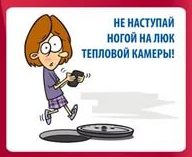 НЕ НАСТУПАЙ
НОГОЙ НА ЛЮК
ТЕПЛОВОЙ КАМЕРЫ!